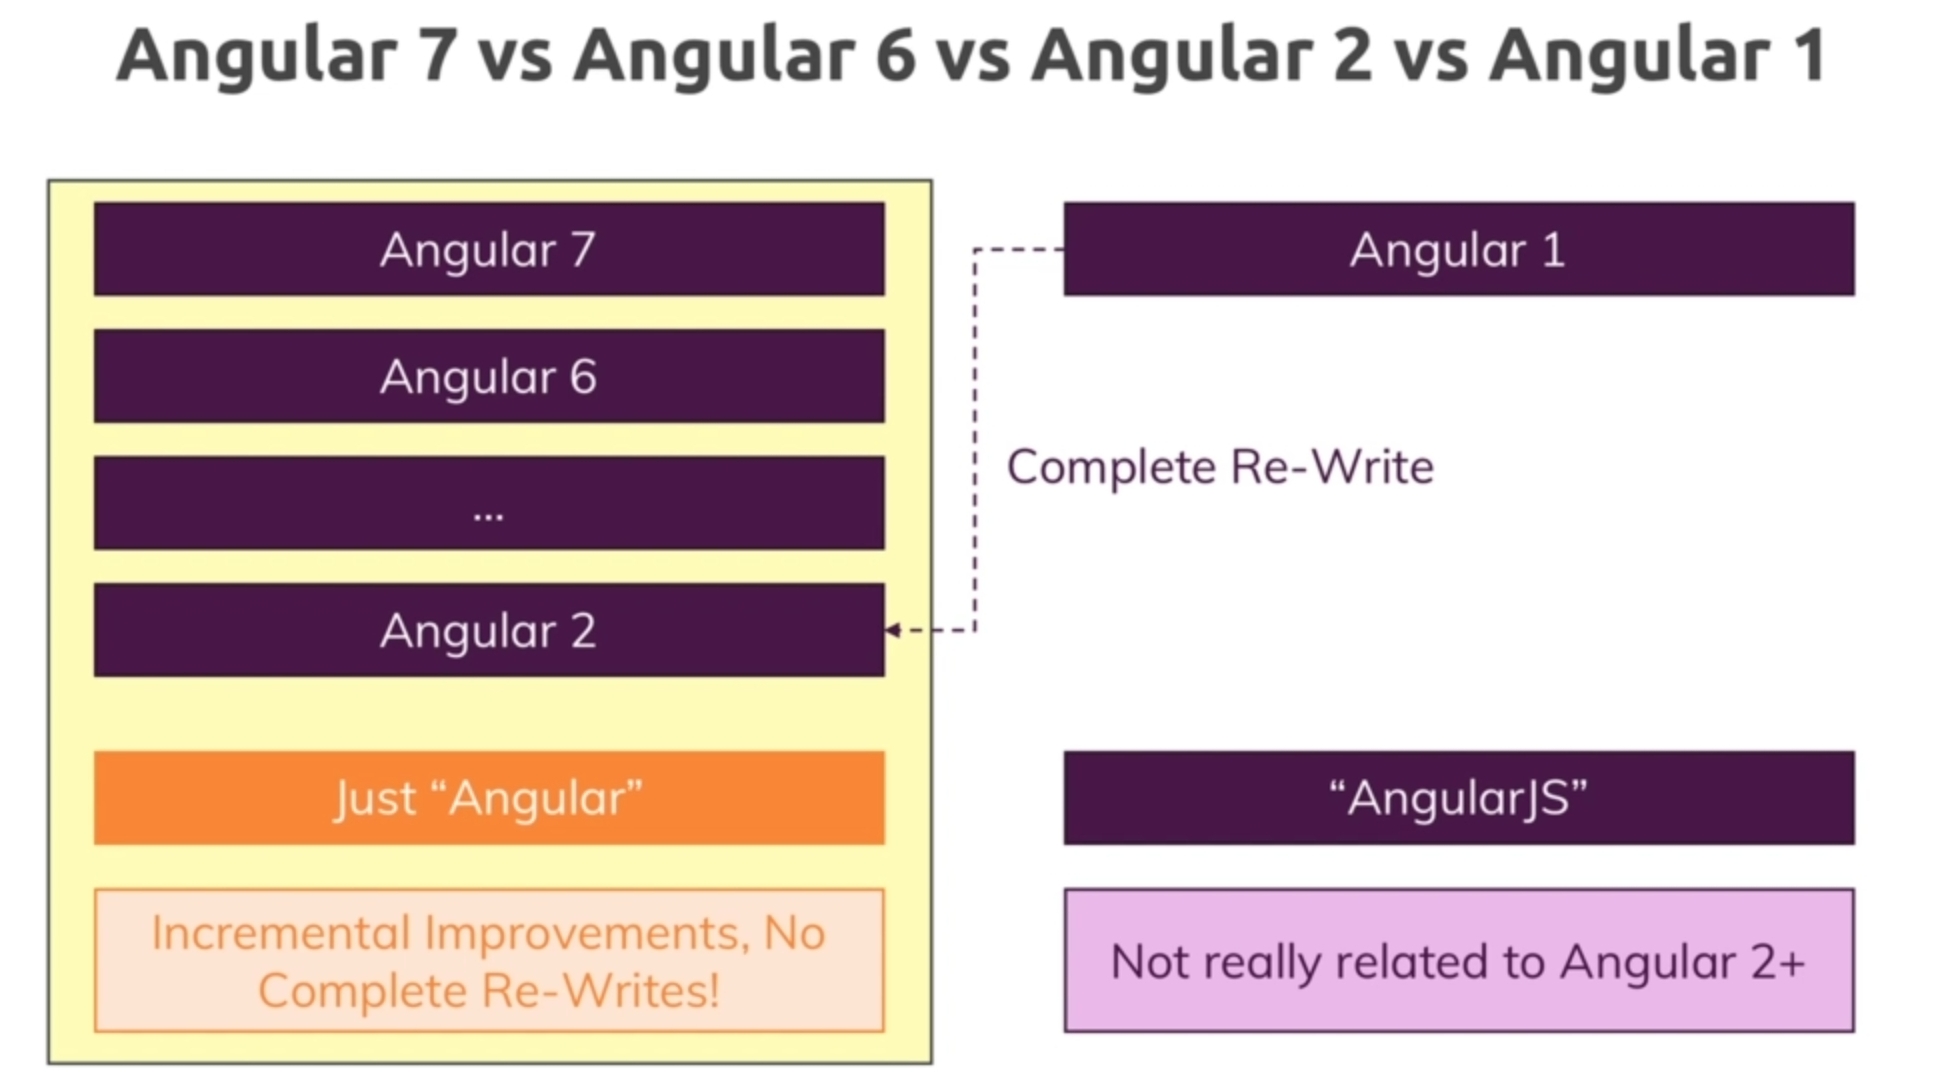 Angular 7 vs Angular 6 vs Angular 2 vs Angular 1
Angular 7
Angular 6
...
Angular 2
Just “Angular”
Incremental Improvements, No
Complete Re-Writes!
Angular 1
Complete Re-Write
“AngularJS”
Not really related to Angular 2+